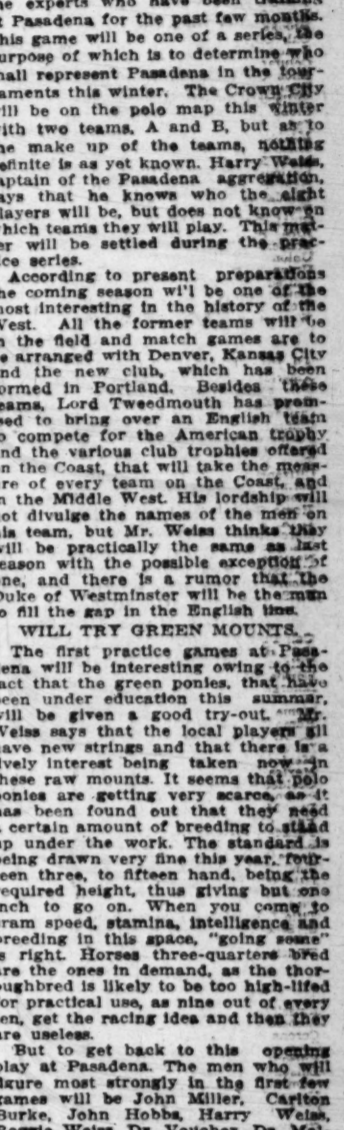 he experts who have been
t Pasadena for the past few months.
his game will be one of a series, the
urpose of which is to determine who
hall represent Pasadena in the tour-
aments this winter. The Crown City
ill be on the polo map this winter
ith two teams, A and B, but as to
he make up of the teams, nothing
efinite is as yet known. Harry Weiss,
aptain of the Pasadena aggregation,
ays that he knows who the eight
layers will be, but does not know on
hich teams they will play. This mat-
er will be settled during the prac-
ice series.
According to present preparations
he coming season wi'l be one of the
ost interesting in the history of the
Vest. All the former teams will be
n the field and match games are to
e arranged with Denver, Kansas City
nd the new club, which has been
ormed in Portland. Besides these
eams, Lord Tweedmouth has prom-
sed to bring over an English team
o compete for the American trophy
nd the various club trophies offered
n the Coast, that will take the meas-
re of every team on the Coast, and
n the Middle West. His lordship will
ot divulge the names of the men on
is team, but Mr. Weiss thinks they
vill be practically the same as last
eason with the possible exception of
ne, and there is a rumor that the
Duke of Westminster will be the man
o fill the gap in the English line.
WILL TRY GREEN MOUNTS.
The first practice games at Pasa-
ena will be interesting owing to the
act that the green ponies, that have
een under education this summer,
vill be given a good try-out. Mr.
Weiss says that the local players all
ave new strings and that there is a
ively interest being taken now in
hese raw mounts. It seems that polo
onies are getting very scarce, as it
as been found out that they need
certain amount of breeding to stand
p under the work. The standard is
eing drawn very fine this year, four-
een three, to fifteen hand, being the
equired height, thus giving but one
nch to go on. When you come to
ram speed, stamina, intelligence and
reeding in this space, "going some"
s right. Horses three-quarters bred
re the ones in demand, as the thor-
ughbred is likely to be too high-lifed
or practical use, as nine out of every
en, get the racing idea and then they
re useless.
But to get back to this opening
lay at Pasadena. The men who will
igure most strongly in the first few
ames will be John Miller, Carlton
Burke, John Hobbs, Harry Weiss,